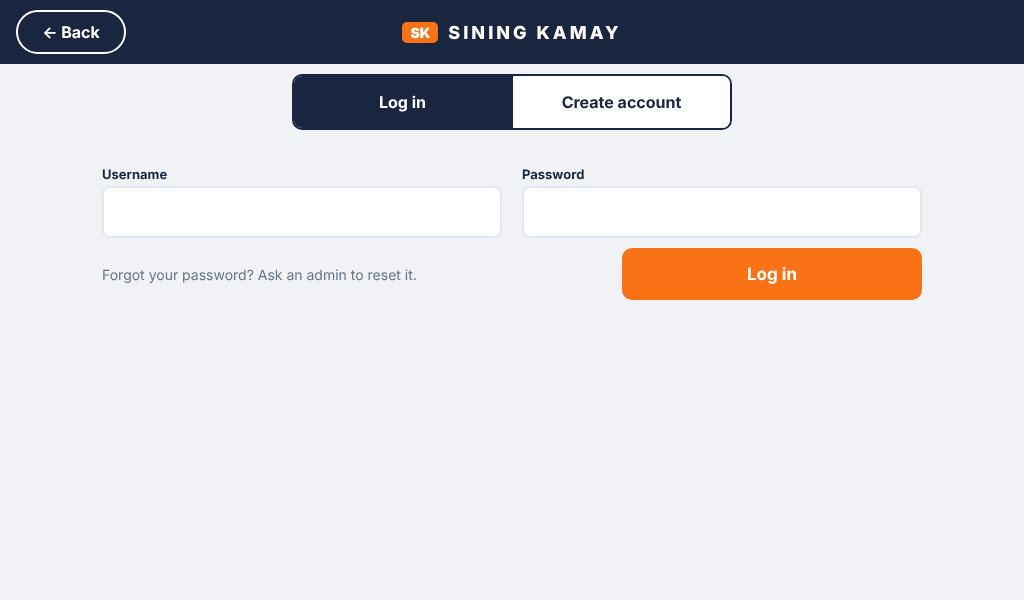 ← Back
SK SINING KAMAY
Log in
Create account
Username
Password
Forgot your password? Ask an admin to reset it.
Log in